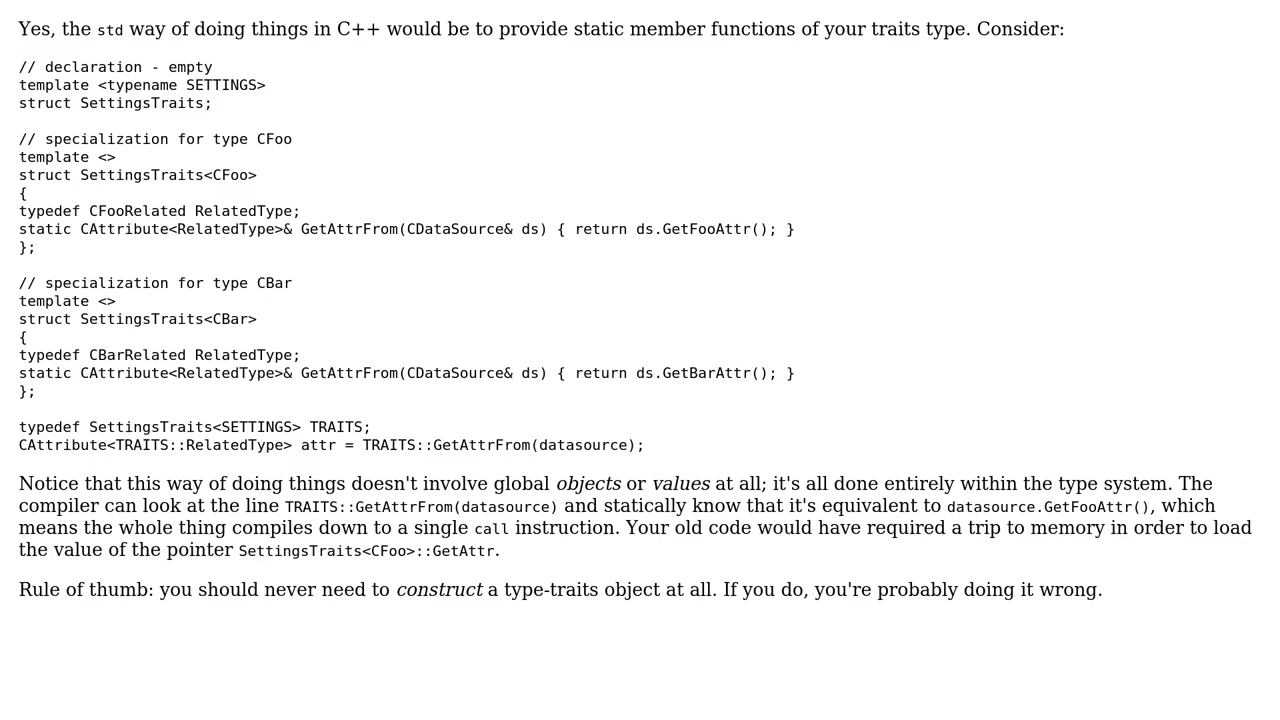 Yes, the std way of doing things in C++ would be to provide static member functions of your traits type. Consider:
// declaration - empty
template <typename SETTINGS>
struct SettingsTraits;
// specialization for type CFoo
template <>
struct SettingsTraits<CFoo>
{
typedef CFooRelated RelatedType;
static CAttribute<RelatedType>& GetAttrFrom(CDataSource& ds) { return ds.GetFooAttr(); }
};
// specialization for type CBar
template <>
struct SettingsTraits<CBar>
{
typedef CBarRelated RelatedType;
static CAttribute<RelatedType>& GetAttrFrom(CDataSource& ds) { return ds.GetBarAttr(); }
};
typedef SettingsTraits<SETTINGS> TRAITS;
CAttribute<TRAITS::RelatedType> attr = TRAITS::GetAttrFrom(datasource);
Notice that this way of doing things doesn't involve global objects or values at all; it's all done entirely within the type system. The
compiler can look at the line TRAITS::GetAttrFrom(datasource) and statically know that it's equivalent to datasource.GetFooAttr(), which
means the whole thing compiles down to a single call instruction. Your old code would have required a trip to memory in order to load
the value of the pointer SettingsTraits<CFoo>::GetAttr.
Rule of thumb: you should never need to construct a type-traits object at all. If you do, you're probably doing it wrong.